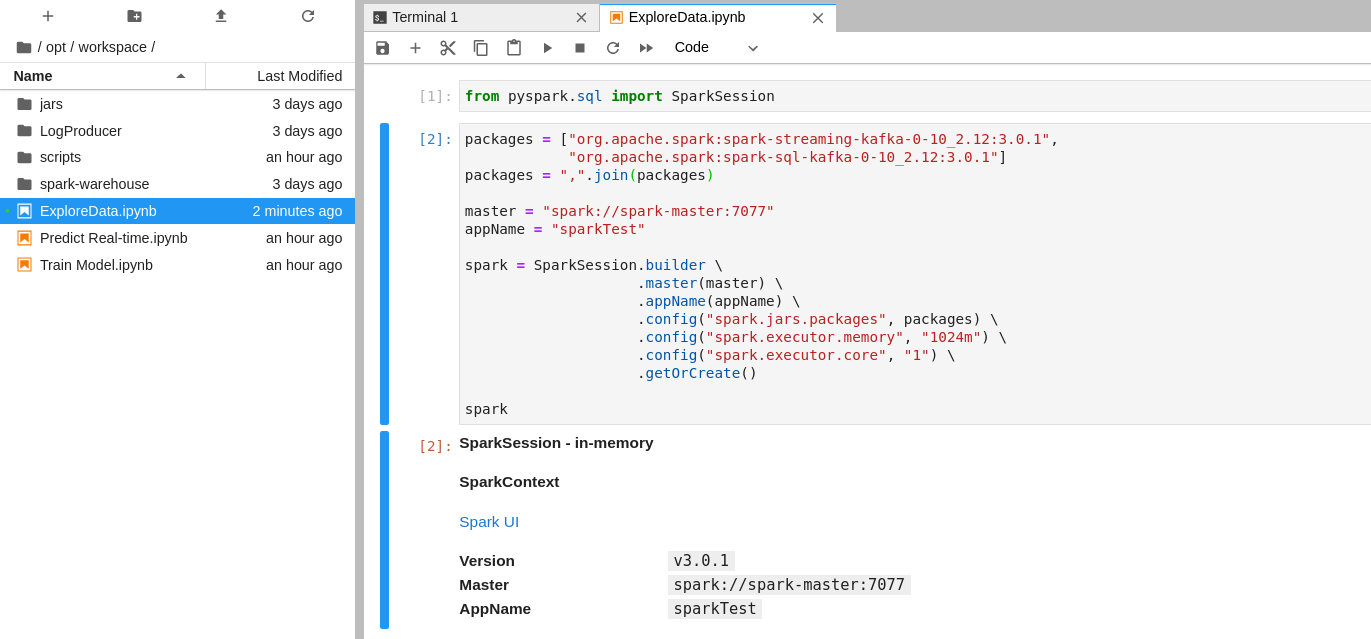 / opt / workspace /
Name Last Modified
jars 3 days ago
LogProducer 3 days ago
scripts an hour ago
spark-warehouse 3 days ago
ExploreData.ipynb 2 minutes ago
Predict Real-time.ipynb an hour ago
Train Model.ipynb an hour ago
Terminal 1 ExploreData.ipynb
Code
[1]: from pyspark.sql import SparkSession
[2]: packages = ["org.apache.spark:spark-streaming-kafka-0-10_2.12:3.0.1",
            "org.apache.spark:spark-sql-kafka-0-10_2.12:3.0.1"]
packages = ",".join(packages)
master = "spark://spark-master:7077"
appName = "sparkTest"
spark = SparkSession.builder \
                    .master(master) \
                    .appName(appName) \
                    .config("spark.jars.packages", packages) \
                    .config("spark.executor.memory", "1024m") \
                    .config("spark.executor.core", "1") \
                    .getOrCreate()
spark
[2]: SparkSession - in-memory
SparkContext
Spark UI
Version v3.0.1
Master spark://spark-master:7077
AppName sparkTest